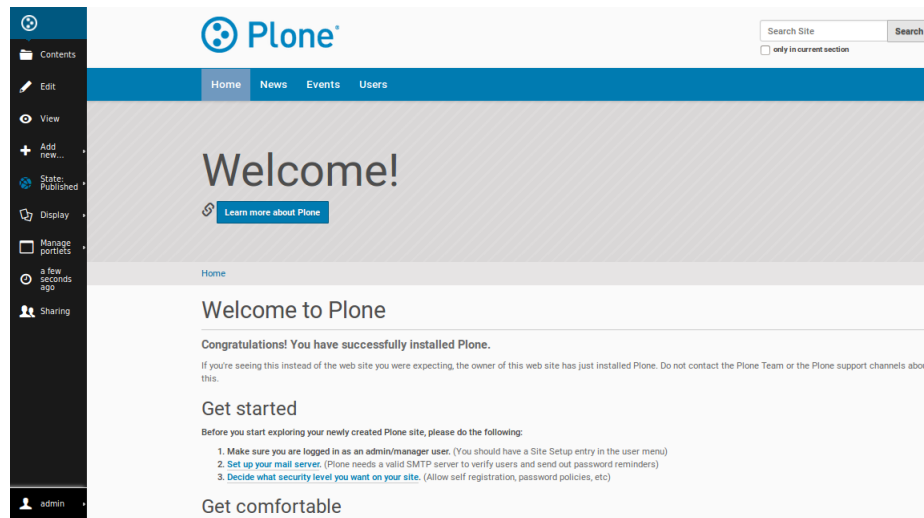 Plone®
Search Site
Search
only in current section
Home News Events Users
Contents
Edit
View
Add
new...
State:
Published
Display
Manage
portlets
a few
seconds
ago
Sharing
admin
Welcome!
Learn more about Plone
Home
Welcome to Plone
Congratulations! You have successfully installed Plone.
If you're seeing this instead of the web site you were expecting, the owner of this web site has just installed Plone. Do not contact the Plone Team or the Plone support channels
this.
Get started
Before you start exploring your newly created Plone site, please do the following:
1. Make sure you are logged in as an admin/manager user. (You should have a Site Setup entry in the user menu)
2. Set up your mail server. (Plone needs a valid SMTP server to verify users and send out password reminders)
3. Decide what security level you want on your site. (Allow self registration, password policies, etc)
Get comfortable